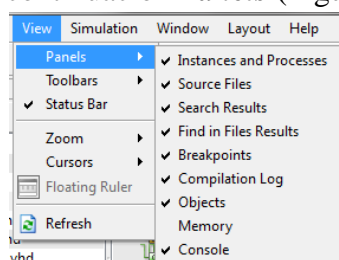 View Simulation Window Layout Help
Panels
Toolbars
Status Bar
Zoom
Cursors
Floating Ruler
Refresh
Instances and Processes
Source Files
Search Results
Find in Files Results
Breakpoints
Compilation Log
Objects
Memory
Console